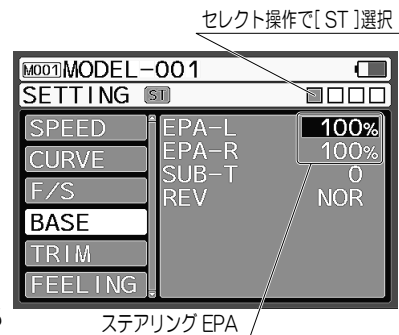 セレクト操作で[ ST ]選択
M001 MODEL-001
SETTING ST
SPEED
CURVE
F/S
BASE
TRIM
FEELING
EPA-L 100%
EPA-R 100%
SUB-T 0
REV NOR
ステアリング EPA